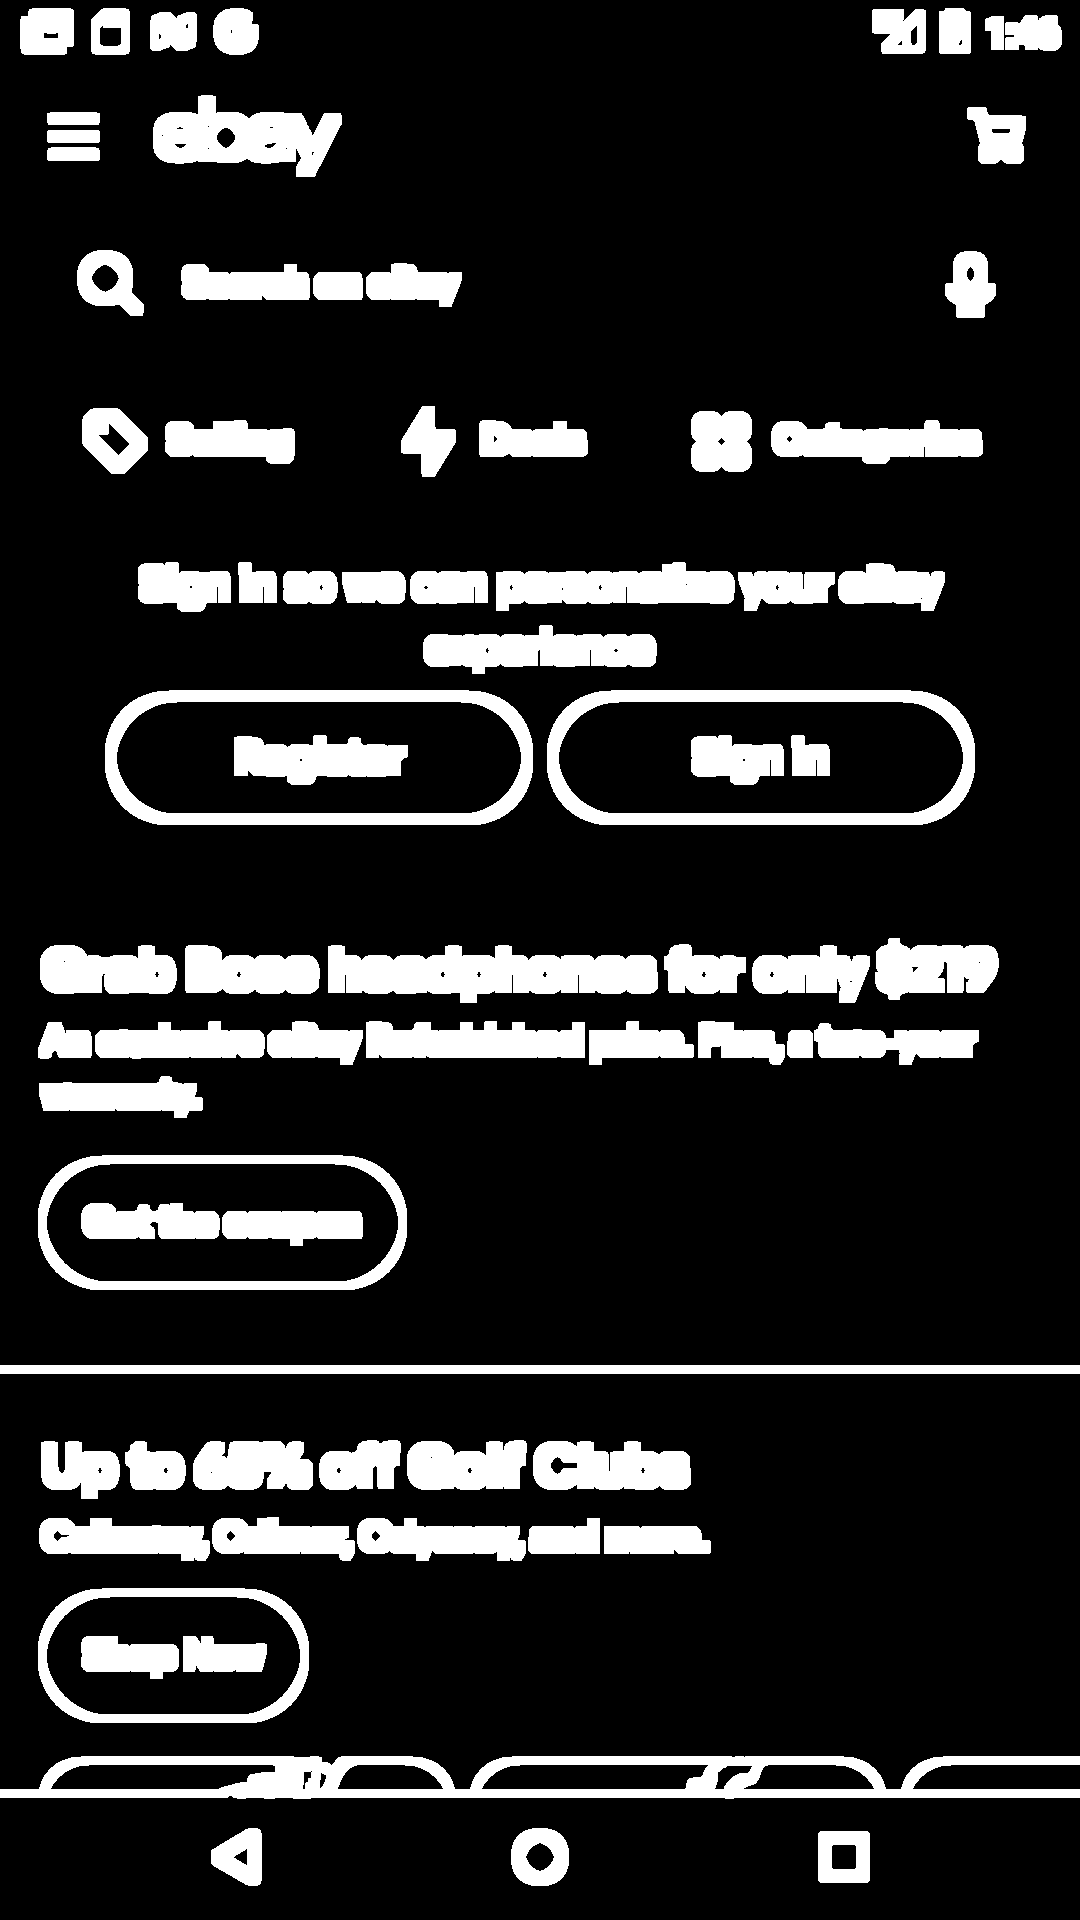 1:46
ebay
Search on eBay
Selling
Deals
Categories
Sign in so we can personalize your eBay
experience
Register
Sign in
Grab Bose headphones for only $219
An exclusive eBay Refurbished price. Plus, a two-year
warranty.
Get the coupon
Up to 65% off Golf Clubs
Callaway, Odyssey, and more.
Shop Now